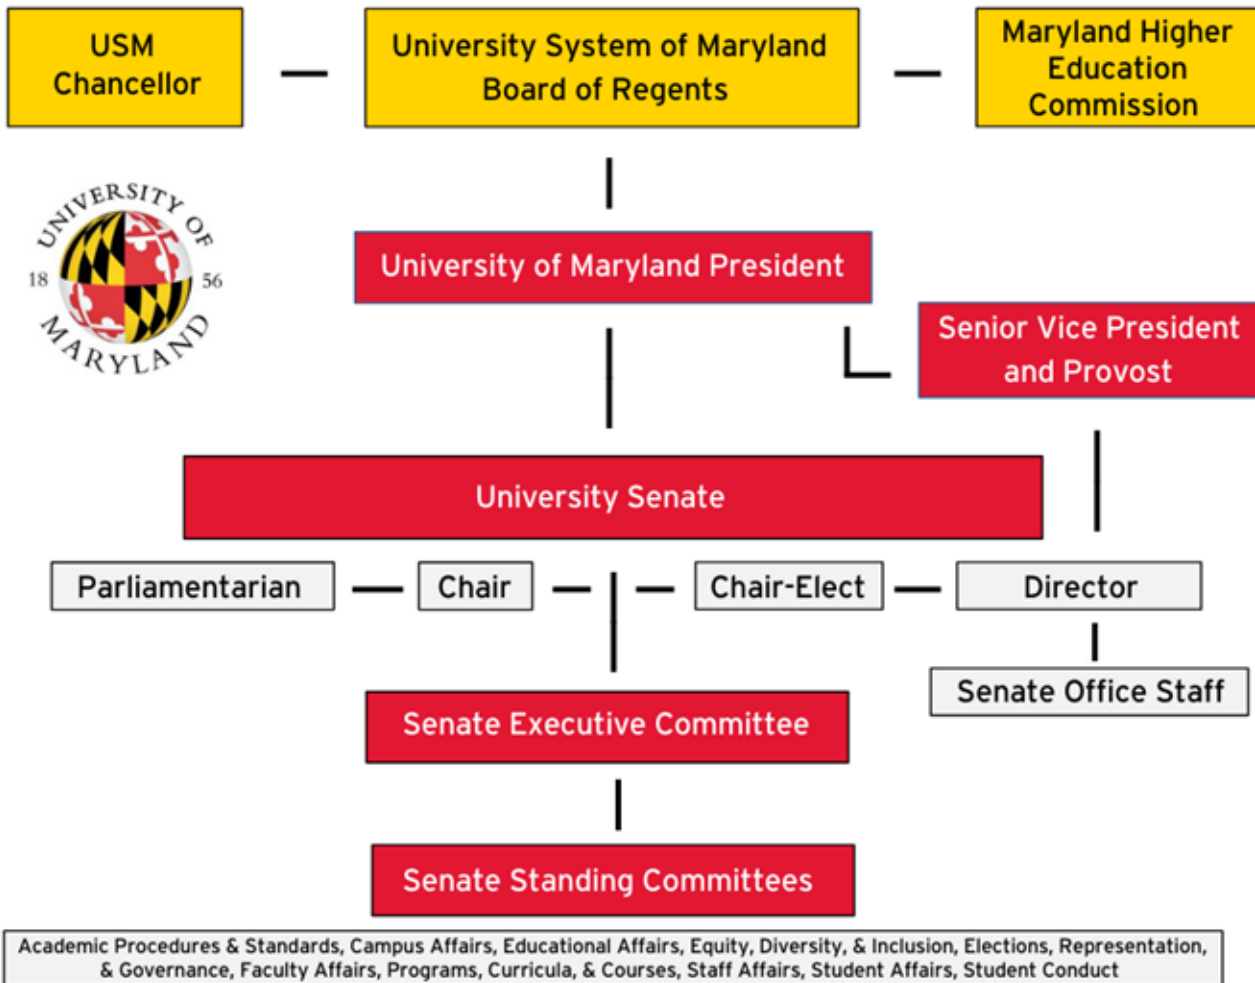 USM
Chancellor
University System of Maryland
Board of Regents
Maryland Higher
Education
Commission
UNIVERSITY OF
18 56
MARYLAND
University of Maryland President
Senior Vice President
and Provost
University Senate
Parliamentarian
Chair
Chair-Elect
Director
Senate Office Staff
Senate Executive Committee
Senate Standing Committees
Academic Procedures & Standards, Campus Affairs, Educational Affairs, Equity, Diversity, & Inclusion, Elections, Representation,
& Governance, Faculty Affairs, Programs, Curricula, & Courses, Staff Affairs, Student Affairs, Student Conduct